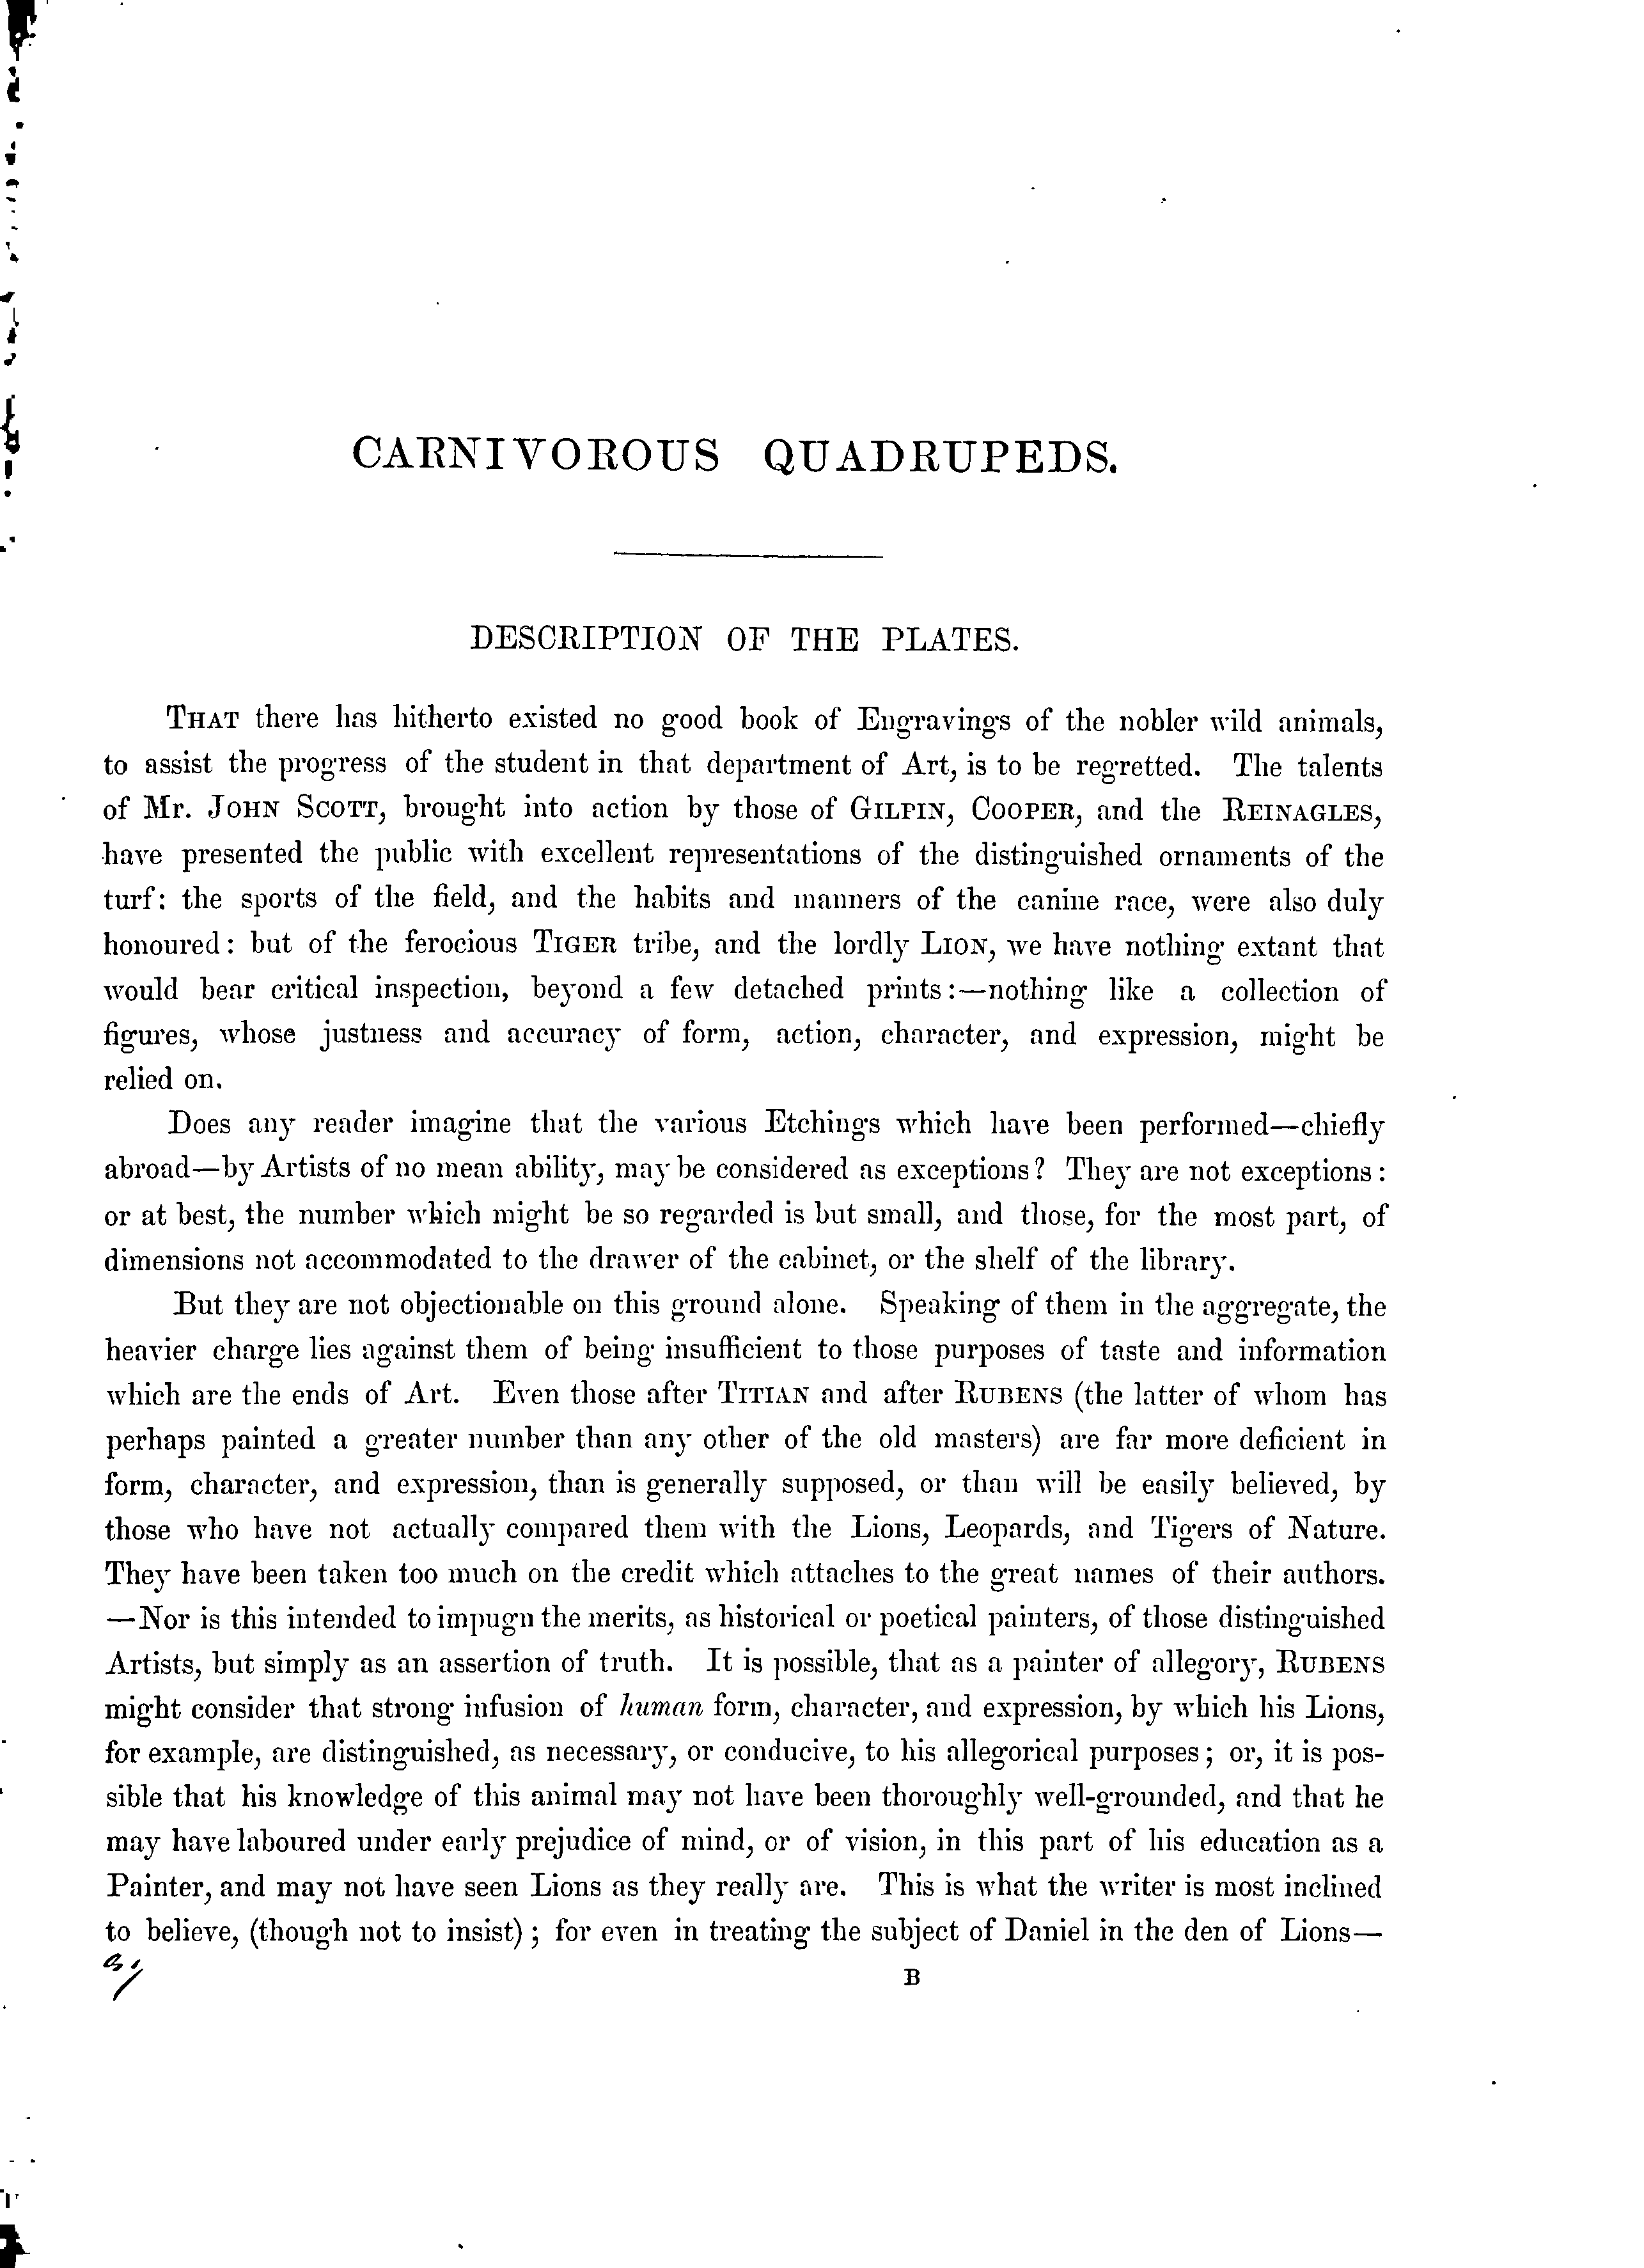 CARNIVOROUS QUADRUPEDS.
DESCRIPTION OF THE PLATES.
THAT there has hitherto existed no good book of Engravings of the nobler wild animals,
to assist the progress of the student in that department of Art, is to be regretted. The talents
of Mr. JOHN SCOTT, brought into action by those of GILPIN, COOPER, and the REINAGLES,
have presented the public with excellent representations of the distinguished ornaments of the
turf: the sports of the field, and the habits and manners of the canine race, were also duly
honoured: but of the ferocious TIGER tribe, and the lordly LION, we have nothing extant that
would bear critical inspection, beyond a few detached prints:—nothing like a collection of
figures, whose justness and accuracy of form, action, character, and expression, might be
relied on.
Does any reader imagine that the various Etchings which have been performed—chiefly
abroad—by Artists of no mean ability, may be considered as exceptions? They are not exceptions:
or at best, the number which might be so regarded is but small, and those, for the most part, of
dimensions not accommodated to the drawer of the cabinet, or the shelf of the library.
But they are not objectionable on this ground alone. Speaking of them in the aggregate, the
heavier charge lies against them of being insufficient to those purposes of taste and information
which are the ends of Art. Even those after TITIAN and after RUBENS (the latter of whom has
perhaps painted a greater number than any other of the old masters) are far more deficient in
form, character, and expression, than is generally supposed, or than will be easily believed, by
those who have not actually compared them with the Lions, Leopards, and Tigers of Nature.
They have been taken too much on the credit which attaches to the great names of their authors.
—Nor is this intended to impugn the merits, as historical or poetical painters, of those distinguished
Artists, but simply as an assertion of truth. It is possible, that as a painter of allegory, RUBENS
might consider that strong infusion of human form, character, and expression, by which his Lions,
for example, are distinguished, as necessary, or conducive, to his allegorical purposes; or, it is pos-
sible that his knowledge of this animal may not have been thoroughly well-grounded, and that he
may have laboured under early prejudice of mind, or of vision, in this part of his education as a
Painter, and may not have seen Lions as they really are. This is what the writer is most inclined
to believe, (though not to insist); for even in treating the subject of Daniel in the den of Lions—
B